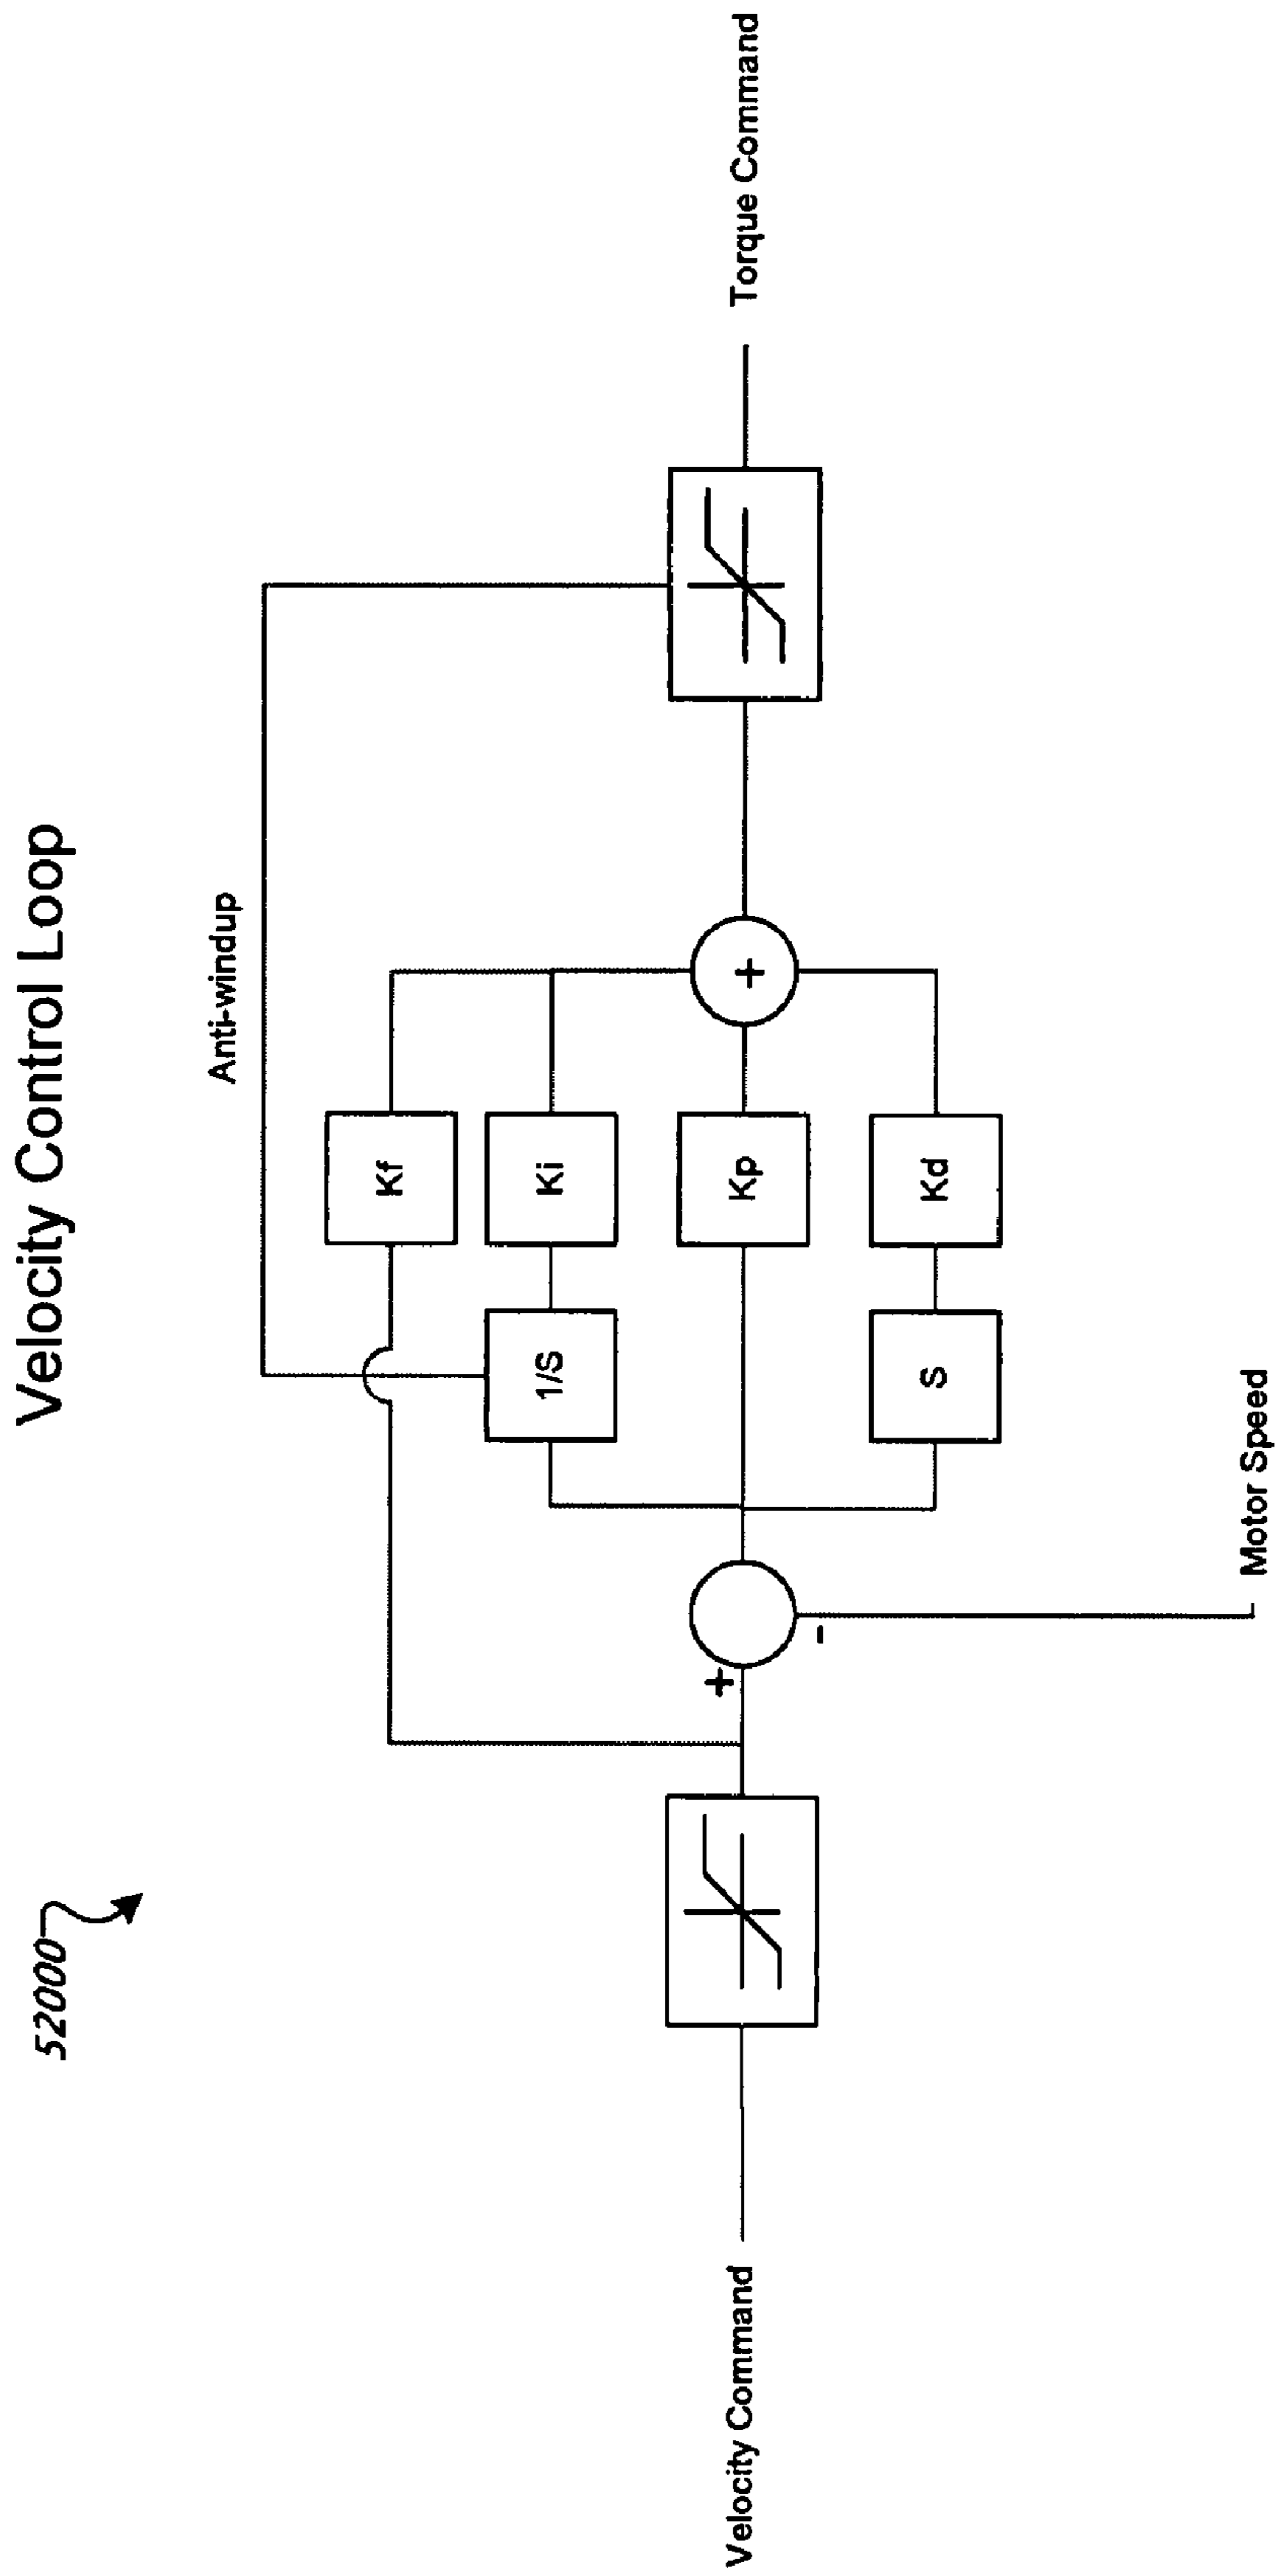 52000
Velocity Control Loop
Anti-windup
Kf
1/S
Ki
Velocity Command
+
-
Kp
+
Torque Command
S
Kd
Motor Speed